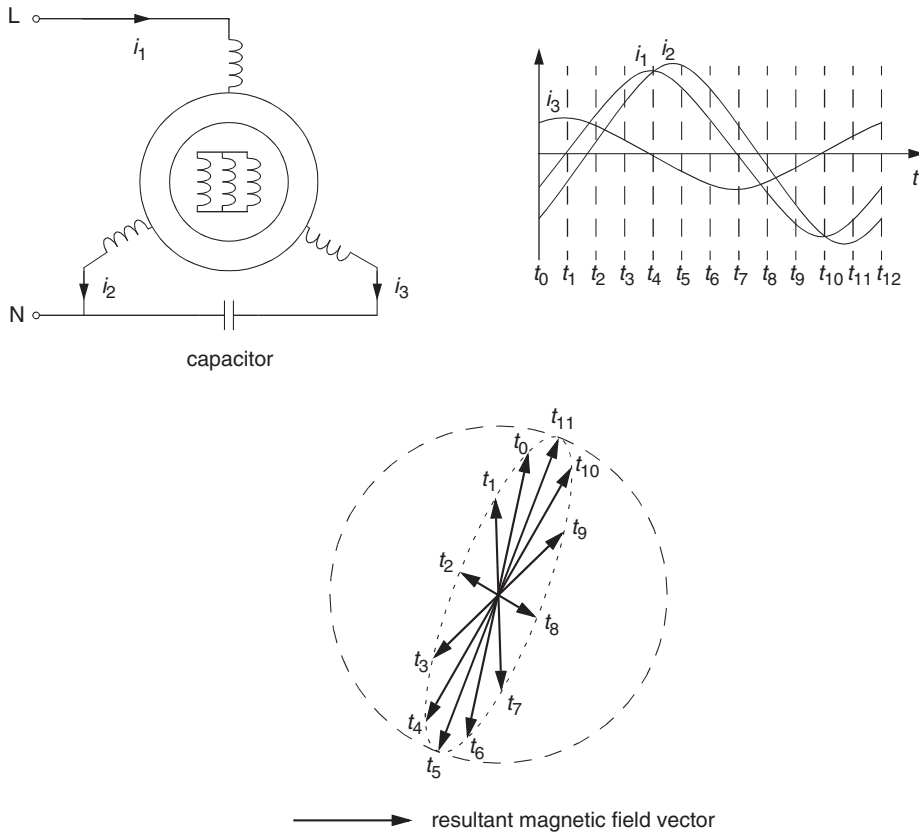 L
i₁
i₂
i₃
N
capacitor
i₁ i₂
i₃
t
t₀ t₁ t₂ t₃ t₄ t₅ t₆ t₇ t₈ t₉ t₁₀ t₁₁ t₁₂
t₁₁
t₀
t₁₀
t₁
t₉
t₂
t₈
t₃
t₇
t₄
t₆
t₅
resultant magnetic field vector